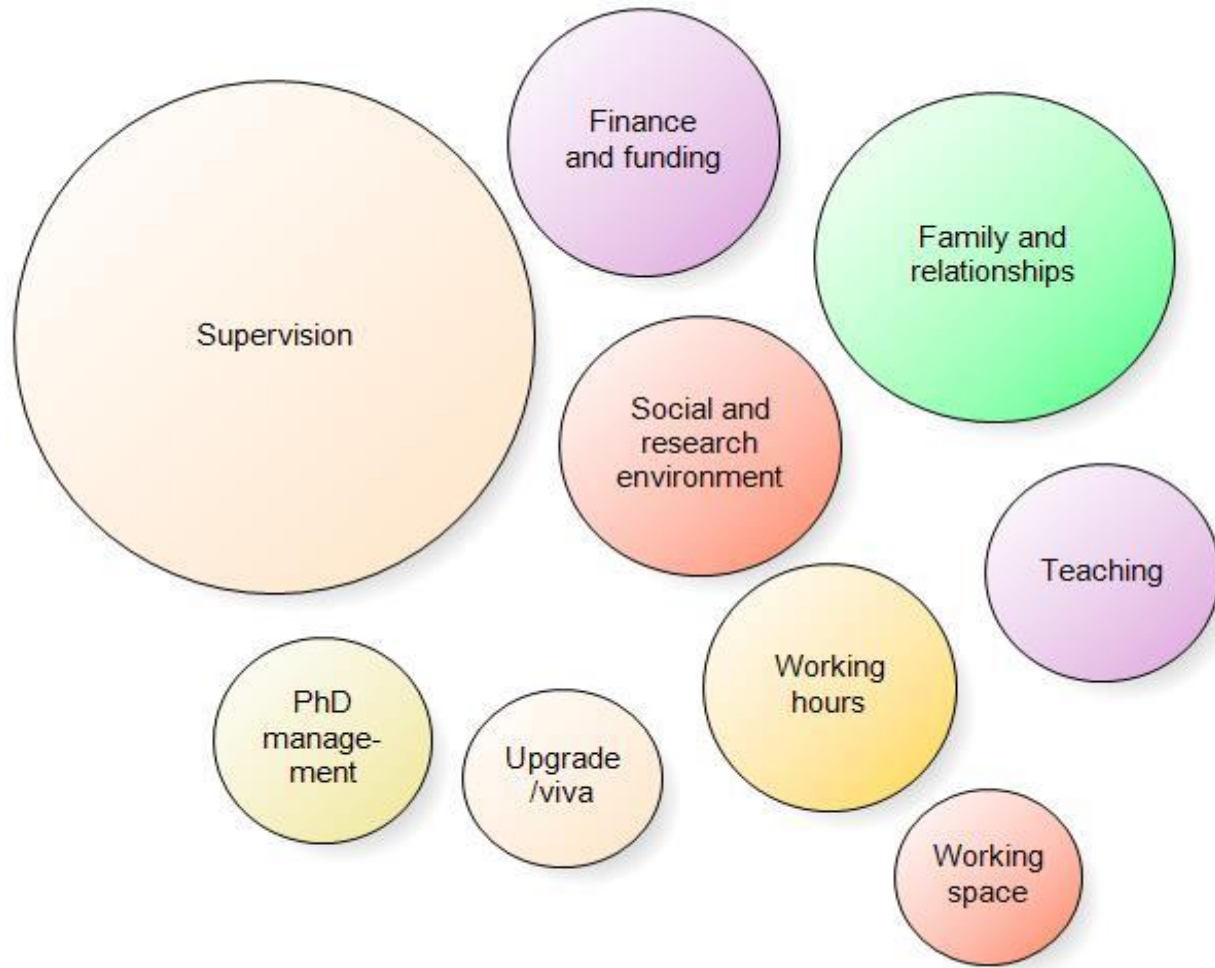 Finance
and funding
Family and
relationships
Supervision
Social and
research
environment
Teaching
Working
hours
PhD
manage-
ment
Upgrade
/viva
Working
space